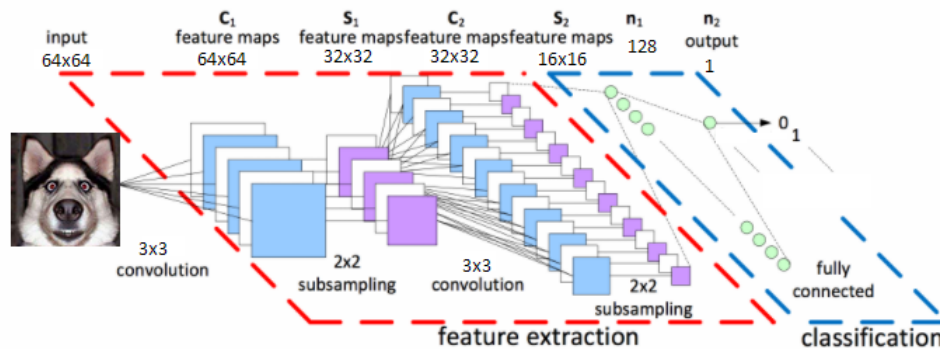 input
64x64
C1
feature maps
64x64
S1
feature maps
32x32
C2
feature maps
32x32
S2
feature maps
16x16
n1
128
n2
output
1
0
1
3x3
convolution
2x2
subsampling
3x3
convolution
2x2
subsampling
fully
connected
feature extraction
classification